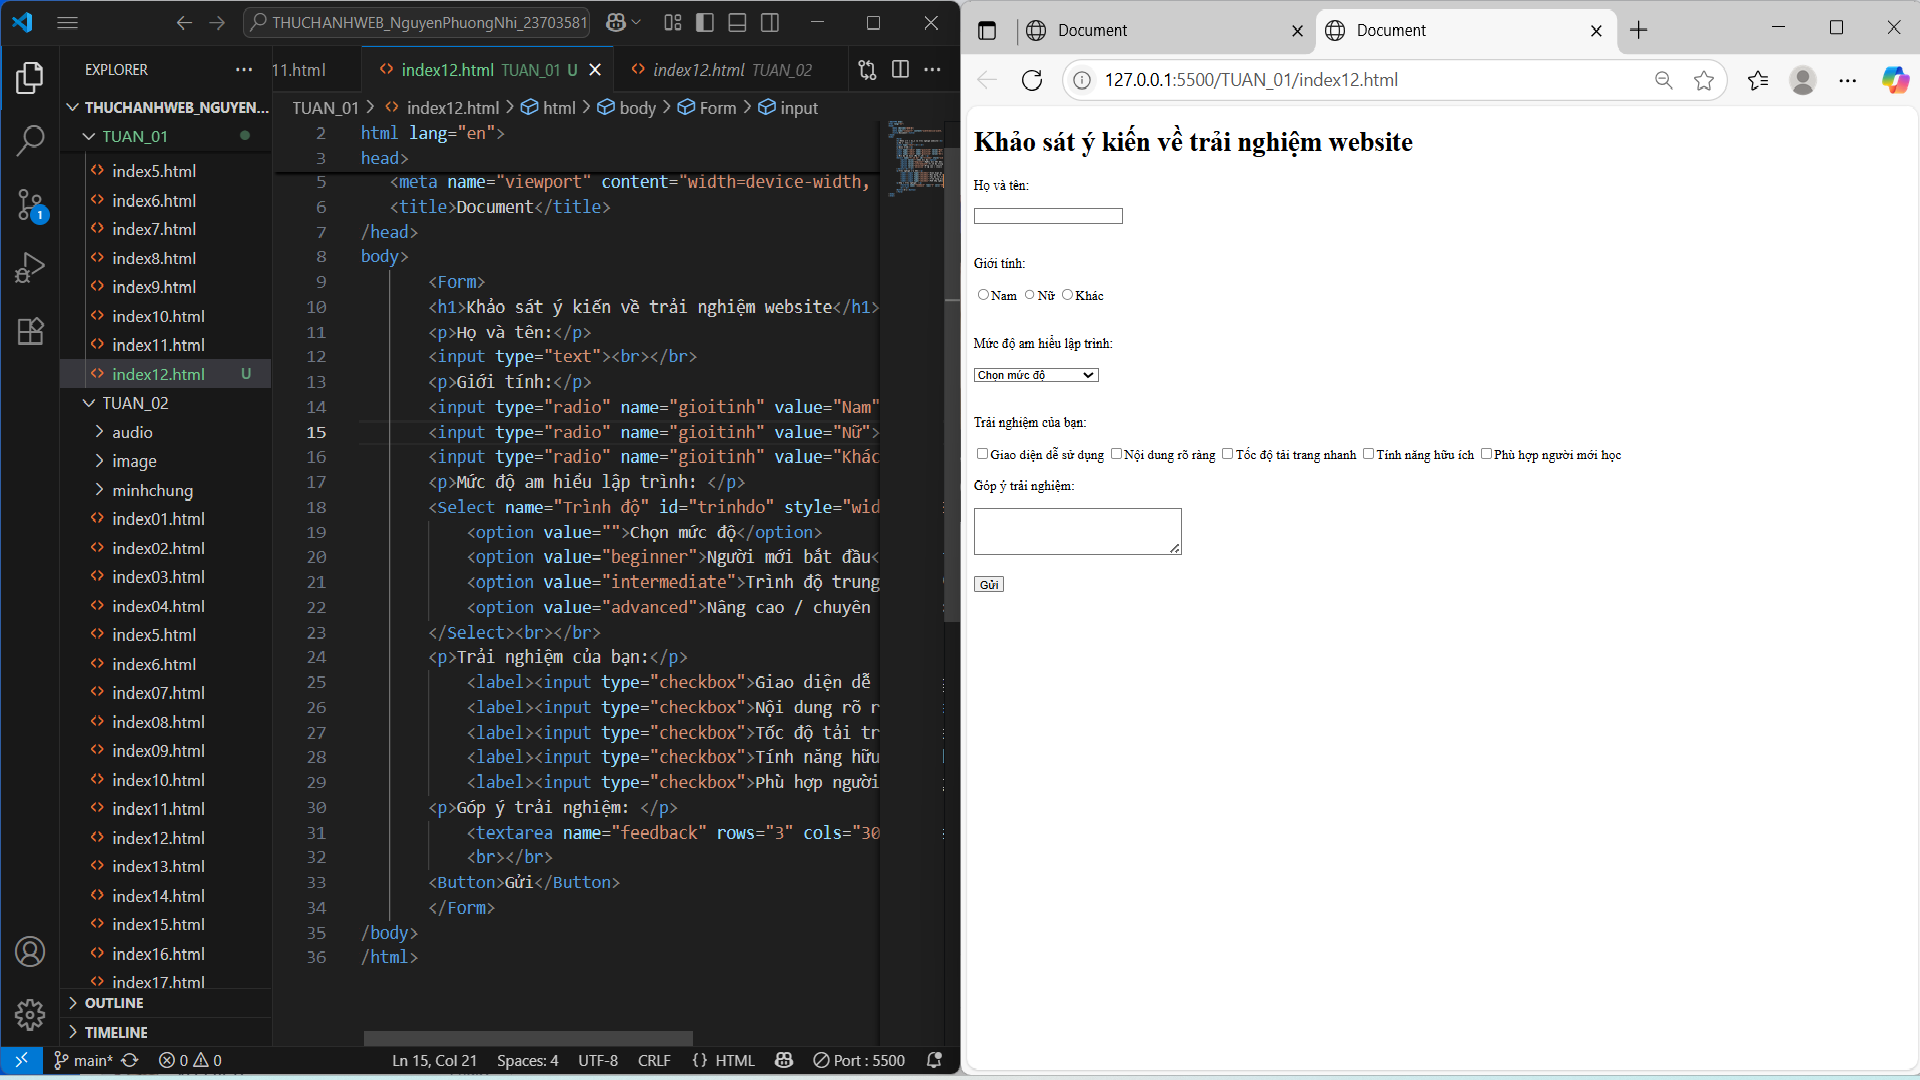 THUCHANHWEB_NguyenPhuongNhi_23703581
EXPLORER
11.html
index12.html TUAN_01 U
index12.html TUAN_02
THUCHANHWEB_NGUYEN...
TUAN_01
index5.html
index6.html
index7.html
index8.html
index9.html
index10.html
index11.html
index12.html U
TUAN_02
audio
image
minhchung
index01.html
index02.html
index03.html
index04.html
index5.html
index6.html
index07.html
index08.html
index09.html
index10.html
index11.html
index12.html
index13.html
index14.html
index15.html
index16.html
index17.html
OUTLINE
TIMELINE
1
TUAN_01 > index12.html > html > body > Form > input
2 html lang="en">
3 head>
5 <meta name="viewport" content="width=device-width,
6 <title>Document</title>
7 /head>
8 body>
9 <Form>
10 <h1>Khảo sát ý kiến về trải nghiệm website</h1>
11 <p>Họ và tên:</p>
12 <input type="text"><br></br>
13 <p>Giới tính:</p>
14 <input type="radio" name="gioitinh" value="Nam"
15 <input type="radio" name="gioitinh" value="Nữ">
16 <input type="radio" name="gioitinh" value="Khác
17 <p>Mức độ am hiểu lập trình: </p>
18 <Select name="Trình độ" id="trinhdo" style="wid
19 <option value="">Chọn mức độ</option>
20 <option value="beginner">Người mới bắt đầu<
21 <option value="intermediate">Trình độ trung
22 <option value="advanced">Nâng cao / chuyên
23 </Select><br></br>
24 <p>Trải nghiệm của bạn:</p>
25 <label><input type="checkbox">Giao diện dễ
26 <label><input type="checkbox">Nội dung rõ r
27 <label><input type="checkbox">Tốc độ tải tr
28 <label><input type="checkbox">Tính năng hữu
29 <label><input type="checkbox">Phù hợp người
30 <p>Góp ý trải nghiệm: </p>
31 <textarea name="feedback" rows="3" cols="30
32 <br></br>
33 <Button>Gửi</Button>
34 </Form>
35 /body>
36 /html>
main* 0 0 Ln 15, Col 21 Spaces: 4 UTF-8 CRLF {} HTML Port : 5500
Document
Document
127.0.0.1:5500/TUAN_01/index12.html
Khảo sát ý kiến về trải nghiệm website
Họ và tên:
Giới tính:
Nam Nữ Khác
Mức độ am hiểu lập trình:
Chọn mức độ
Trải nghiệm của bạn:
Giao diện dễ sử dụng Nội dung rõ ràng Tốc độ tải trang nhanh Tính năng hữu ích Phù hợp người mới học
Góp ý trải nghiệm:
Gửi